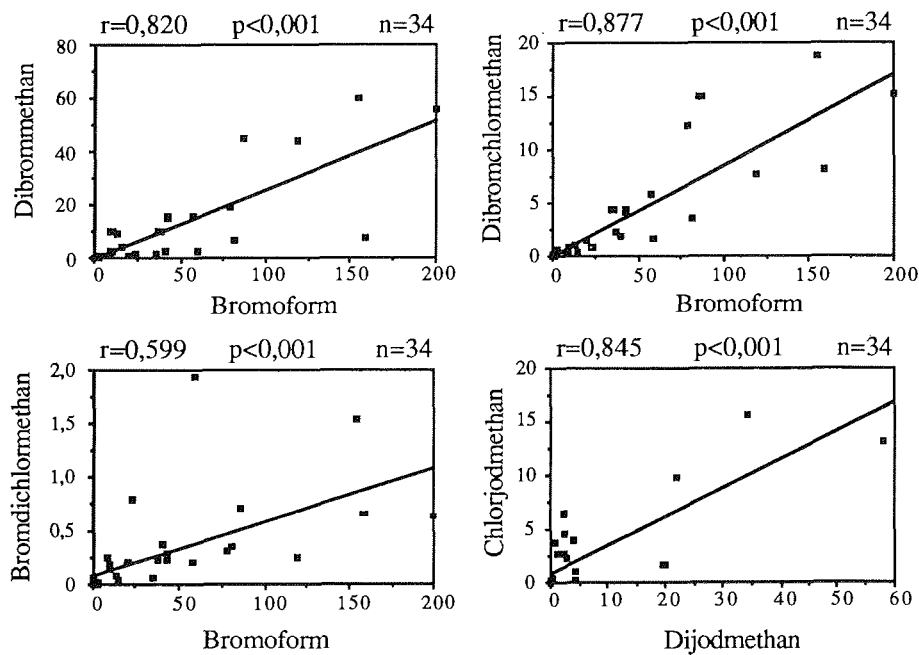 r=0,820 p<0,001 n=34
80
60
40
20
0
Dibrommethan
0 50 100 150 200
Bromoform
r=0,877 p<0,001 n=34
20
15
10
5
0
Dibromchlormethan
0 50 100 150 200
Bromoform
r=0,599 p<0,001 n=34
2,0
1,5
1,0
0,5
0
Bromdichlormethan
0 50 100 150 200
Bromoform
r=0,845 p<0,001 n=34
20
15
10
5
0
Chlorjodmethan
0 10 20 30 40 50 60
Dijodmethan